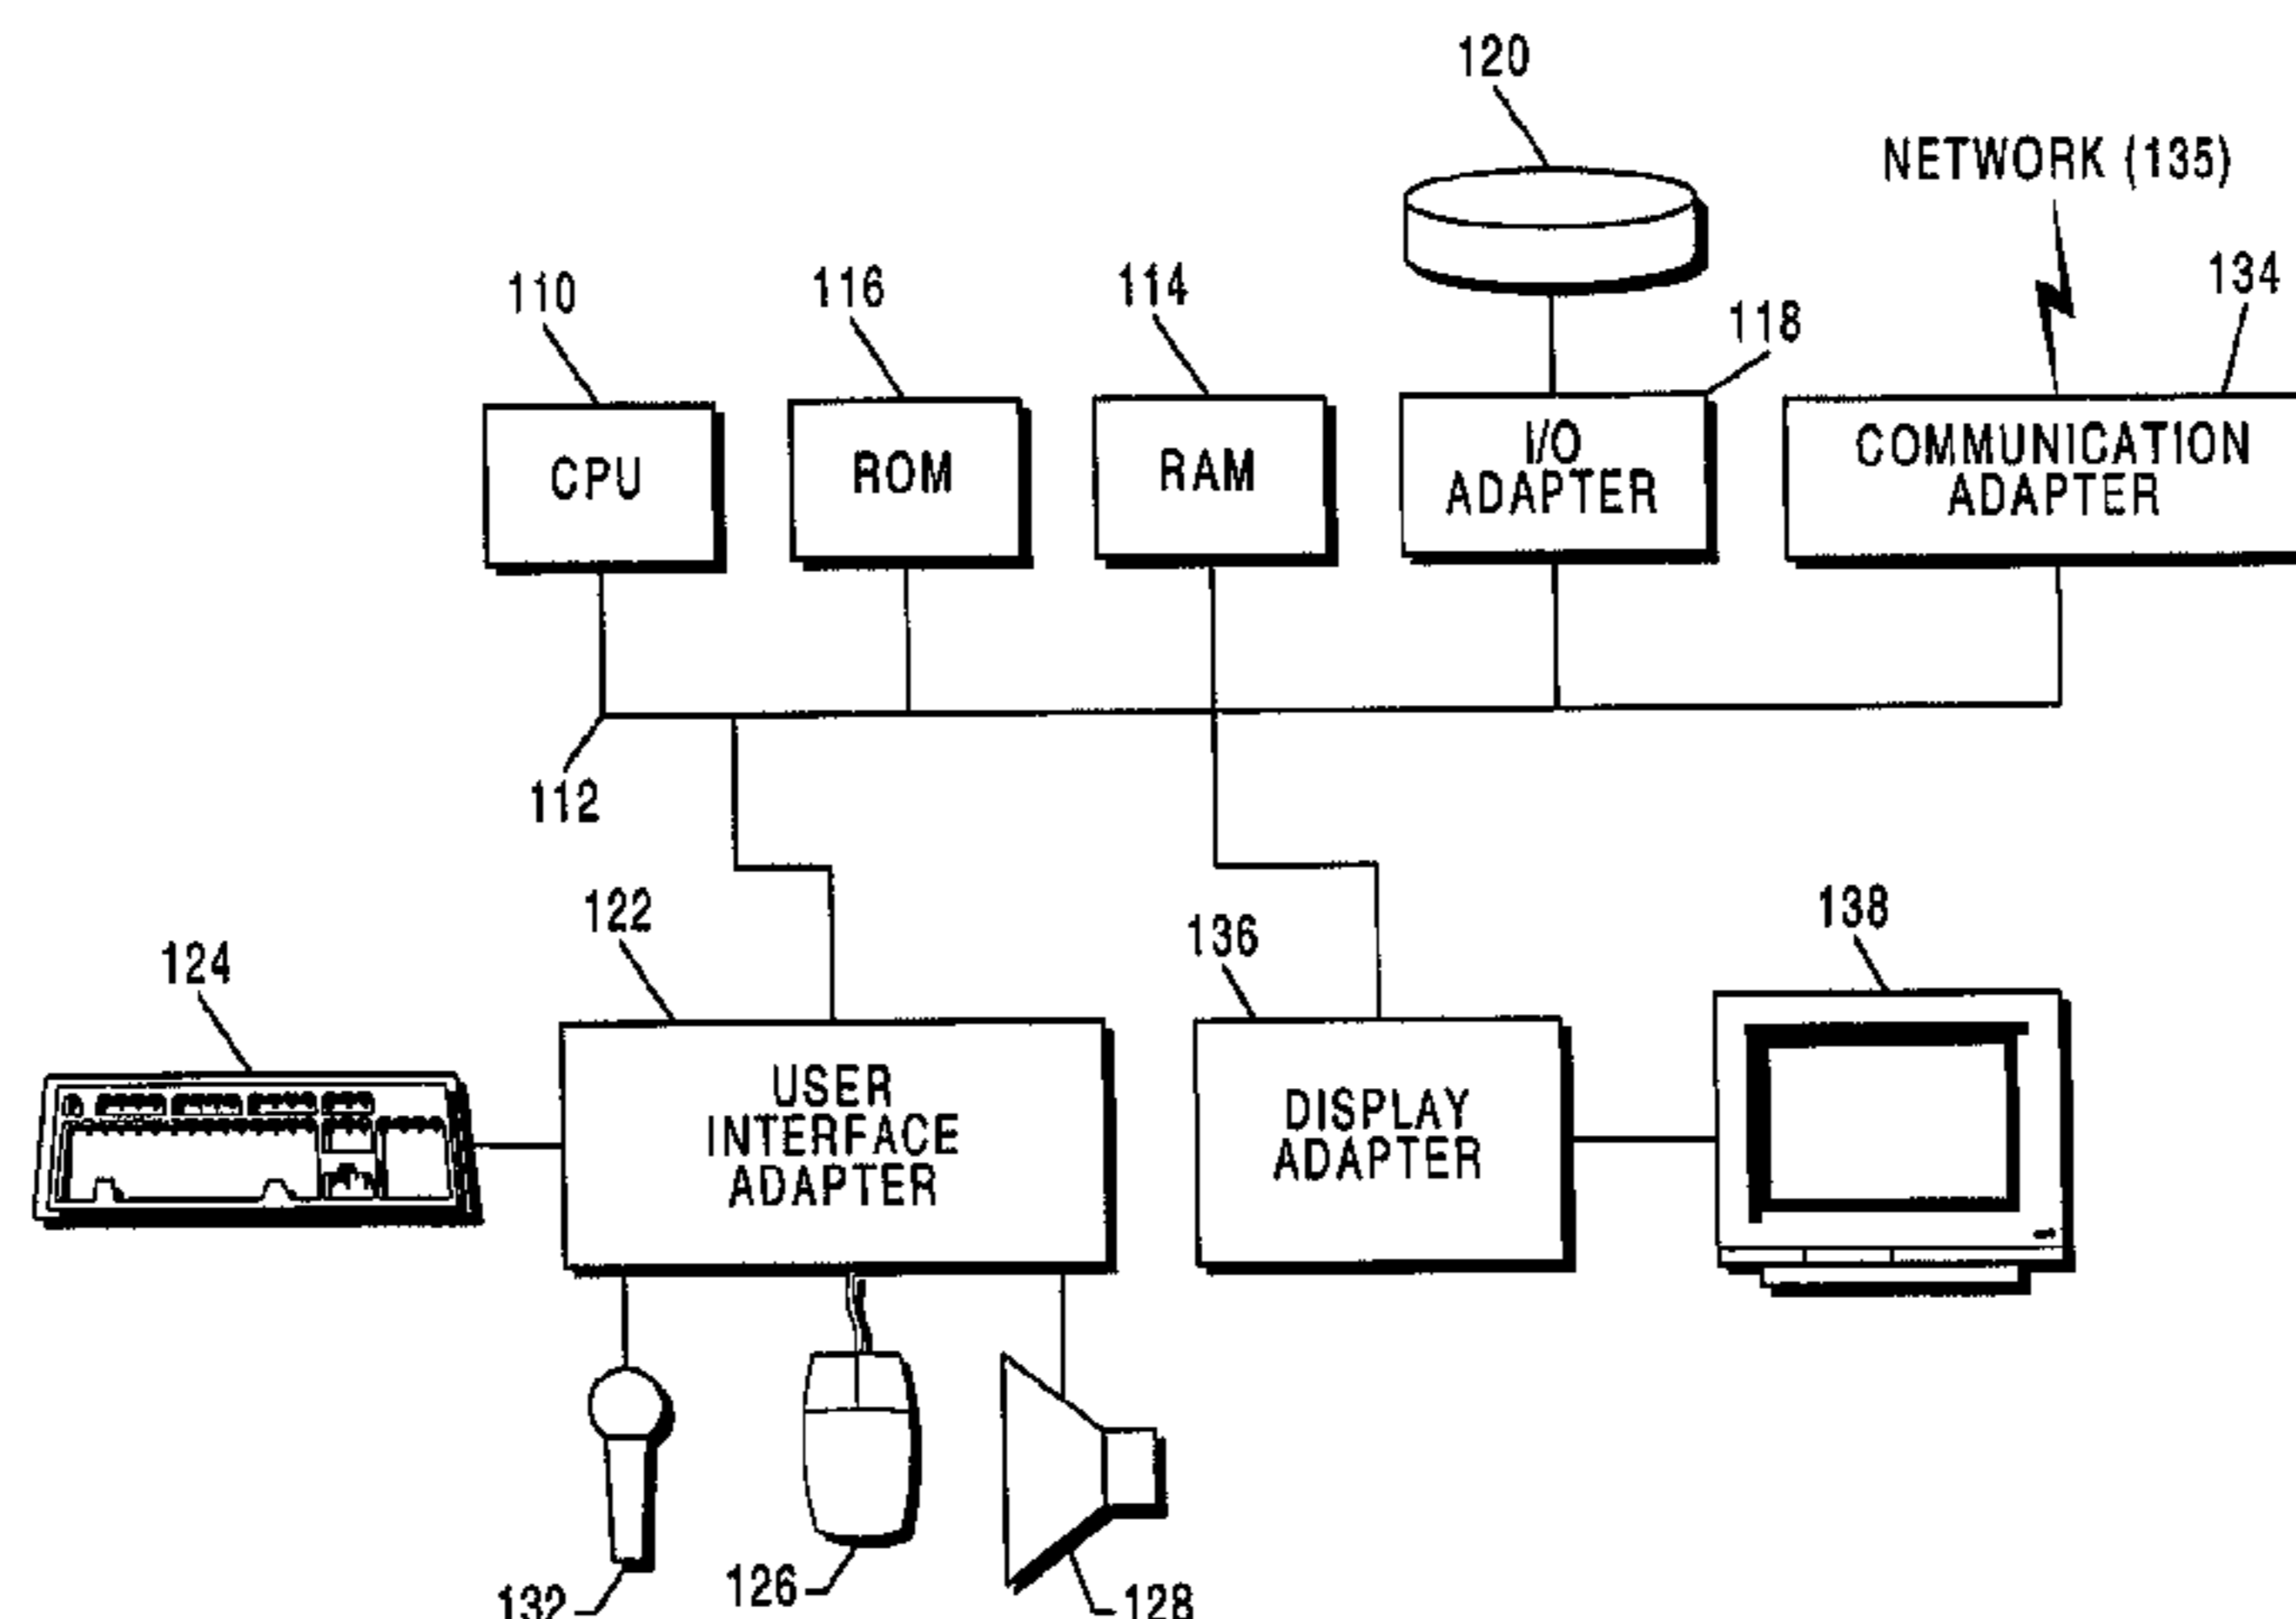 120
NETWORK (135)
110
116
114
118
134
CPU
ROM
RAM
I/O
ADAPTER
COMMUNICATION
ADAPTER
112
122
136
138
124
USER
INTERFACE
ADAPTER
DISPLAY
ADAPTER
132
126
128